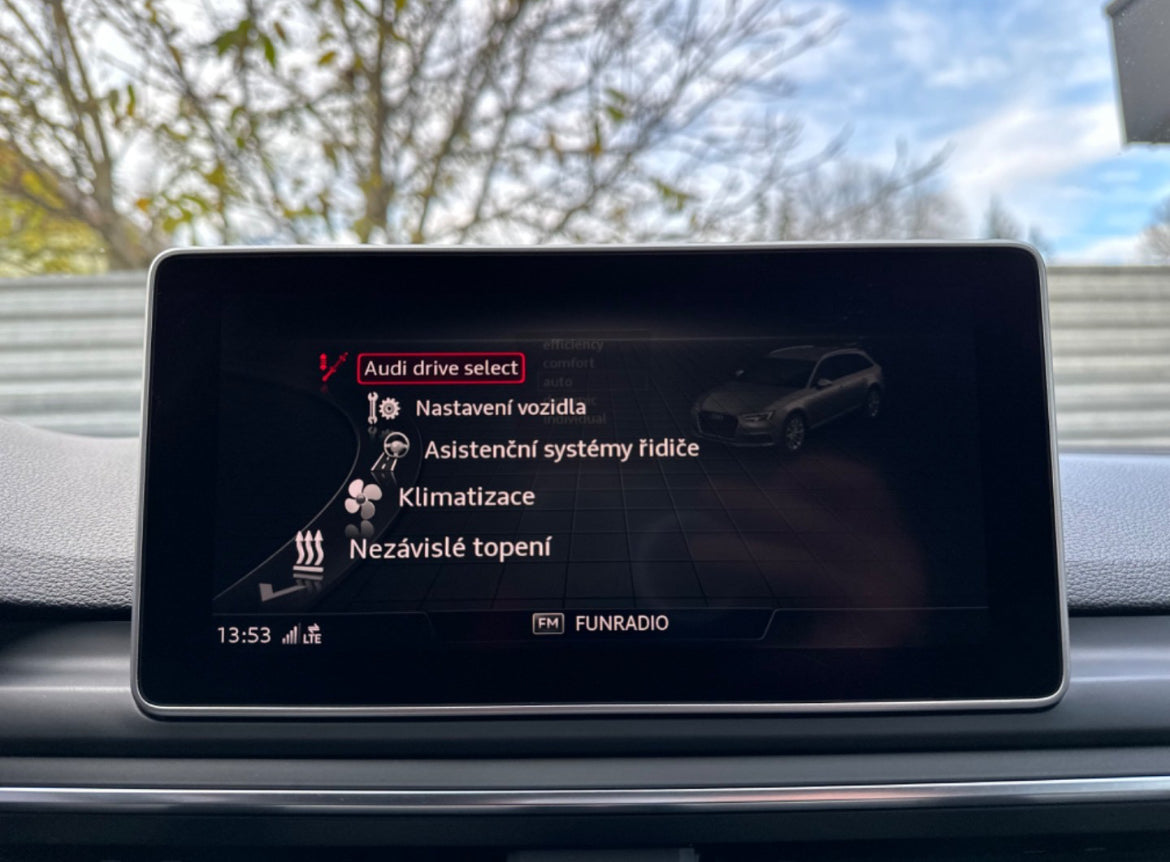 efficiency
Audi drive select
comfort
auto
Nastavení vozidla
individual
Asistenční systémy řidiče
Klimatizace
Nezávislé topení
13:53 LTE
FM FUNRADIO